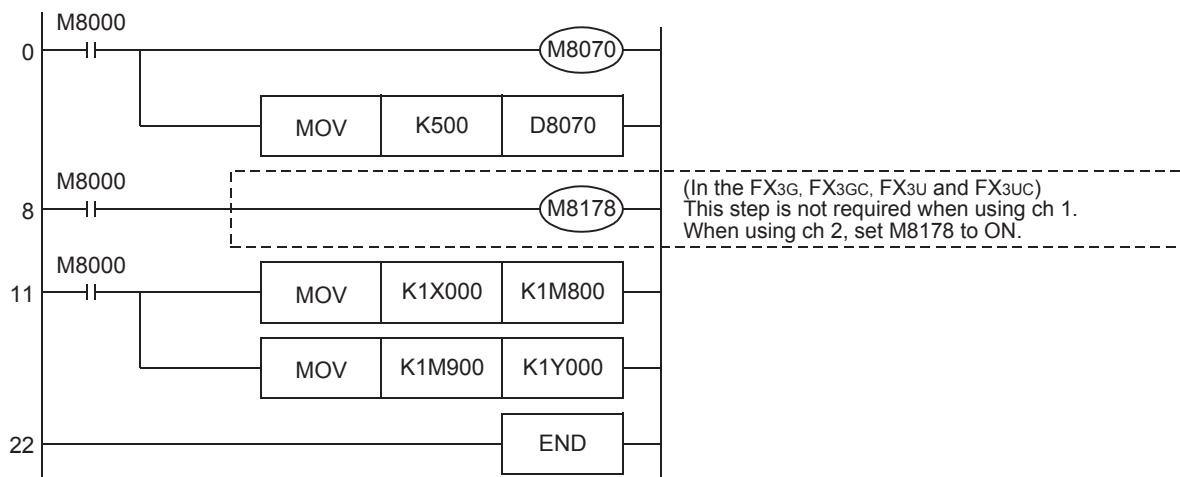 M8000
0 M8070
MOV K500 D8070
M8000
8 M8178 (In the FX3G, FX3GC, FX3U and FX3UC)
This step is not required when using ch 1.
When using ch 2, set M8178 to ON.
M8000
11 MOV K1X000 K1M800
MOV K1M900 K1Y000
22 END